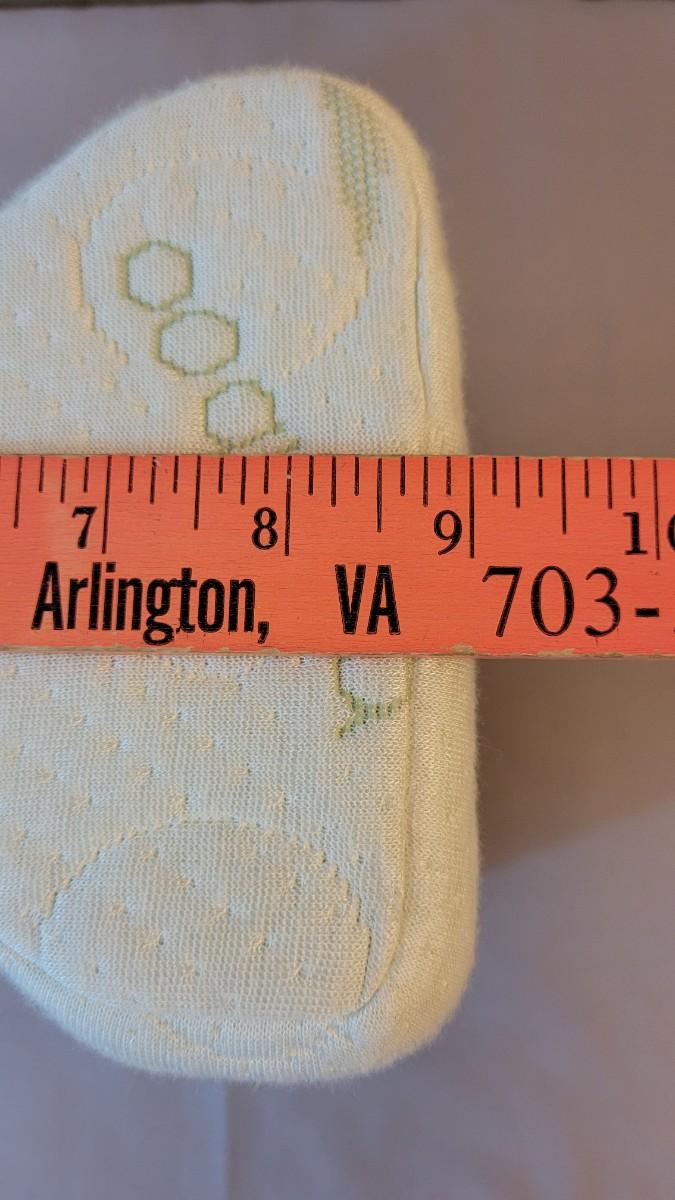 7 8 9 1
Arlington, VA 703-